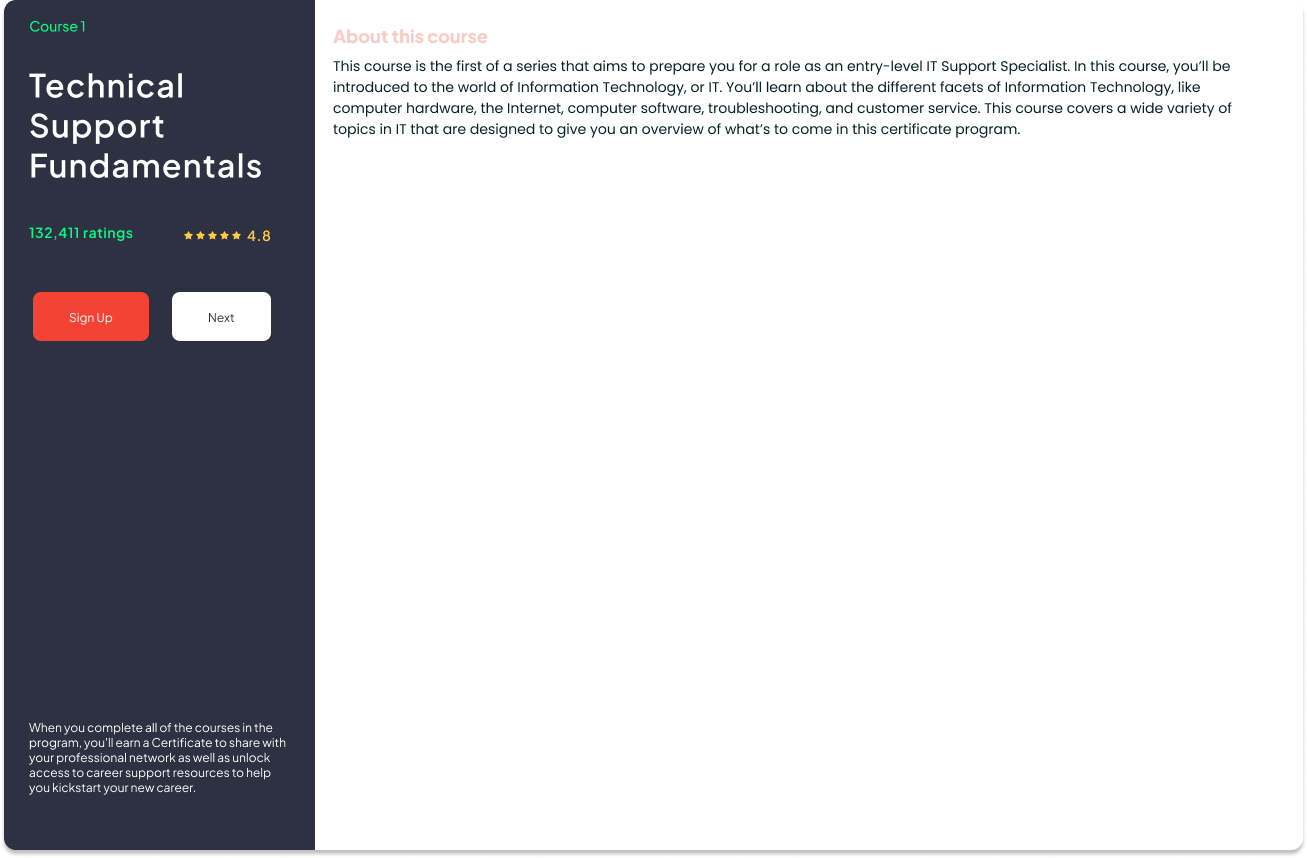 Course 1
Technical
Support
Fundamentals
132,411 ratings
4.8
Sign Up
Next
When you complete all of the courses in the
program, you'll earn a Certificate to share with
your professional network as well as unlock
access to career support resources to help
you kickstart your new career.
About this course
This course is the first of a series that aims to prepare you for a role as an entry-level IT Support Specialist. In this course, you’ll be
introduced to the world of Information Technology, or IT. You’ll learn about the different facets of Information Technology, like
computer hardware, the Internet, computer software, troubleshooting, and customer service. This course covers a wide variety of
topics in IT that are designed to give you an overview of what’s to come in this certificate program.